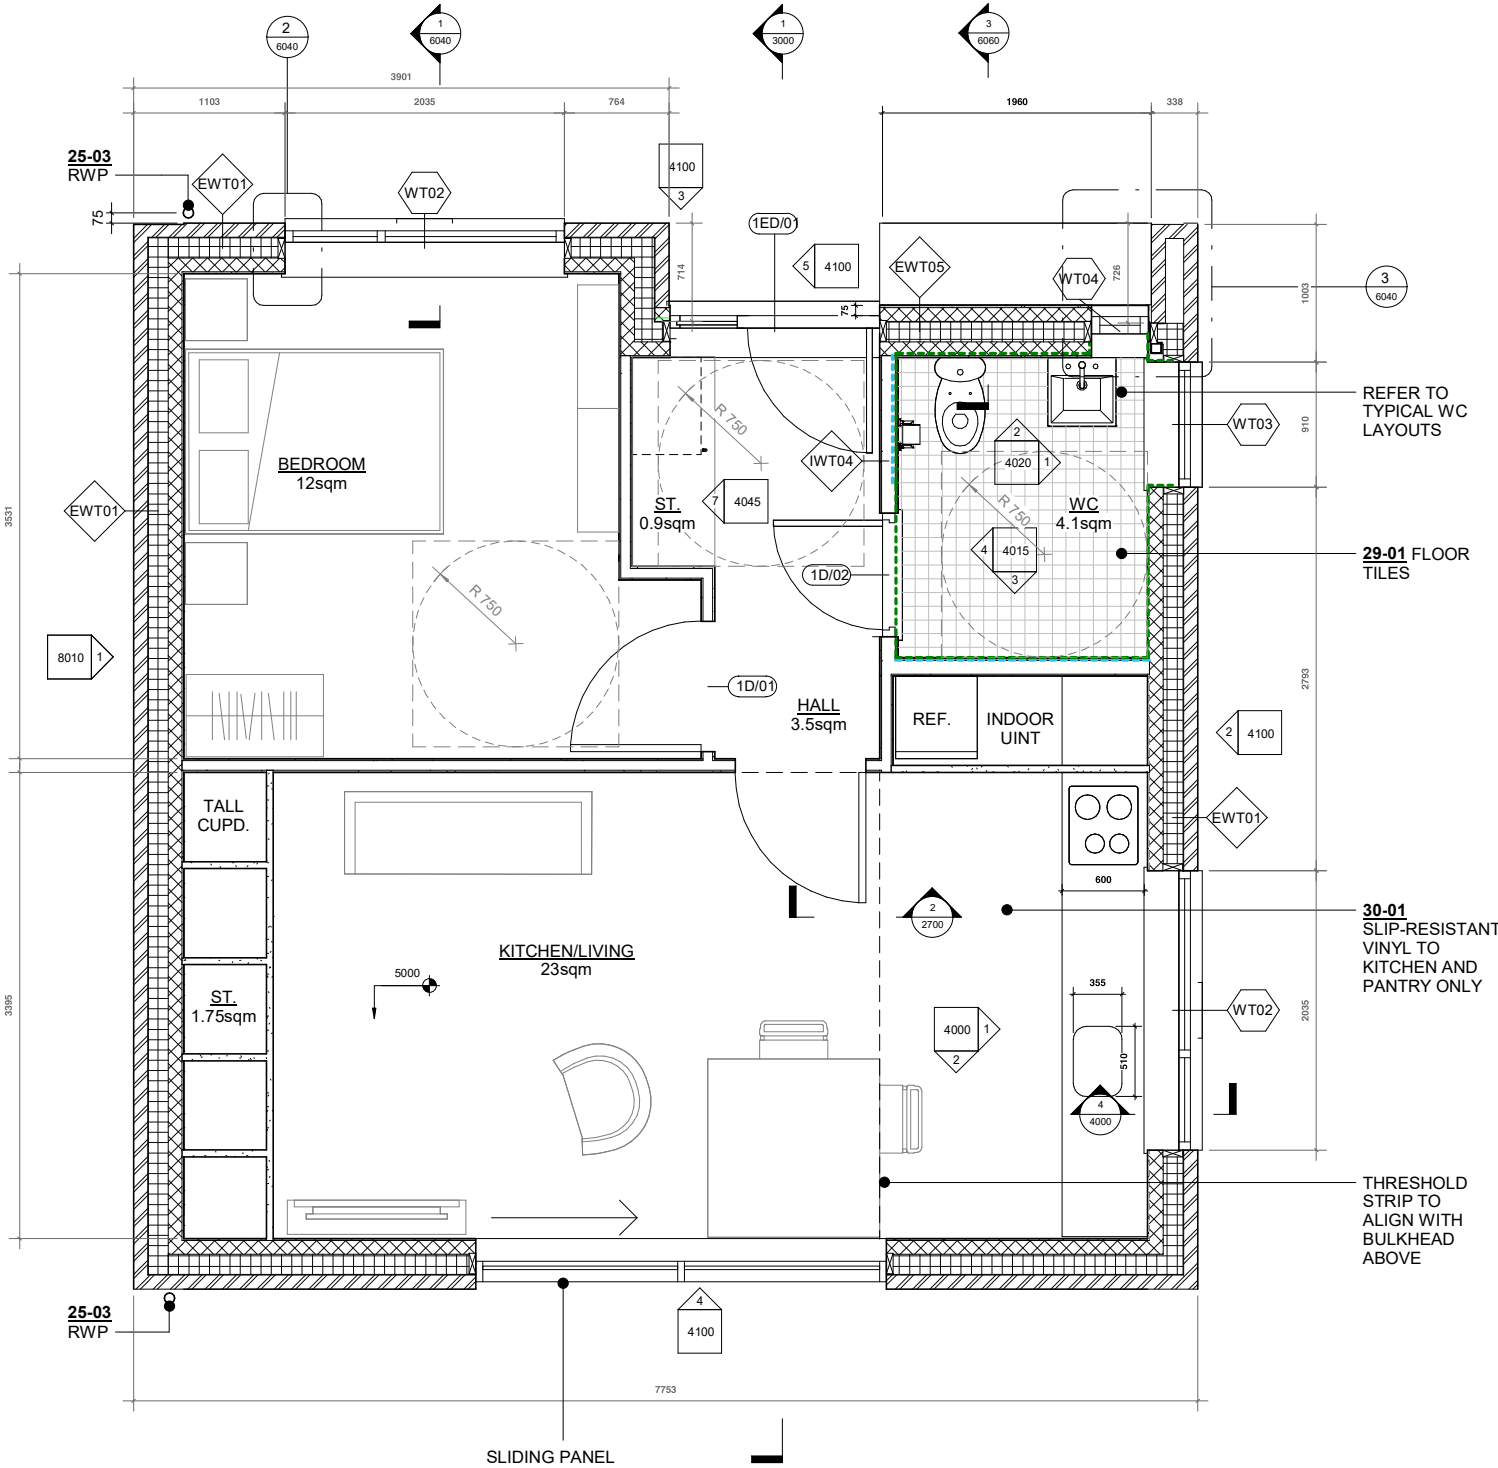 2
6040
1
6040
1
3000
3
6060
3901
1103
2035
764
1960
338
25-03
RWP
75
EWT01
WT02
4100
3
1ED/01
5
4100
EWT05
WT04
714
75
726
1003
3
6040
R 750
REFER TO
TYPICAL WC
LAYOUTS
WT03
910
BEDROOM
12sqm
IWT04
2
4020
1
EWT01
3531
ST.
0.9sqm
7
4045
R 750
WC
4.1sqm
4
4015
3
29-01 FLOOR
TILES
1D/02
R 750
8010
1
1D/01
HALL
3.5sqm
REF.
INDOOR
UINT
2793
2
4100
TALL
CUPD.
EWT01
600
2
2700
30-01
SLIP-RESISTANT
VINYL TO
KITCHEN AND
PANTRY ONLY
KITCHEN/LIVING
23sqm
5000
3395
ST.
1.75sqm
355
4000
1
2
510
WT02
2035
4
4000
THRESHOLD
STRIP TO
ALIGN WITH
BULKHEAD
ABOVE
25-03
RWP
4
4100
7753
SLIDING PANEL